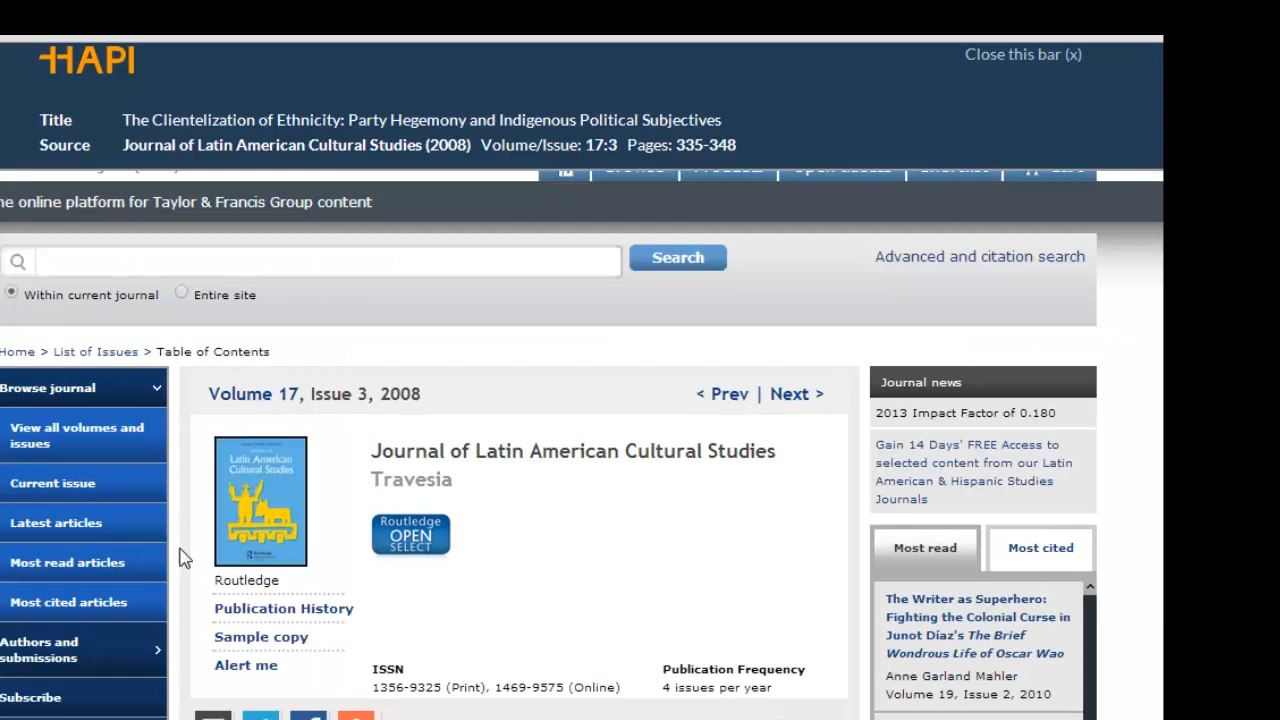 HAPI
Close this bar (x)
Title The Clientelization of Ethnicity: Party Hegemony and Indigenous Political Subjectives
Source Journal of Latin American Cultural Studies (2008) Volume/Issue: 17:3 Pages: 335-348
he online platform for Taylor & Francis Group content
Search
Advanced and citation search
Within current journal Entire site
Home > List of Issues > Table of Contents
Browse journal
View all volumes and
issues
Current issue
Latest articles
Most read articles
Most cited articles
Authors and
submissions
Subscribe
Volume 17, Issue 3, 2008
< Prev | Next >
Latin American
Cultural Studies
Routledge
Journal of Latin American Cultural Studies
Travesia
Routledge
OPEN
SELECT
Routledge
Publication History
Sample copy
Alert me
ISSN
1356-9325 (Print), 1469-9575 (Online)
Publication Frequency
4 issues per year
Journal news
2013 Impact Factor of 0.180
Gain 14 Days' FREE Access to
selected content from our Latin
American & Hispanic Studies
Journals
Most read
Most cited
The Writer as Superhero:
Fighting the Colonial Curse in
Junot Díaz's The Brief
Wondrous Life of Oscar Wao
Anne Garland Mahler
Volume 19, Issue 2, 2010